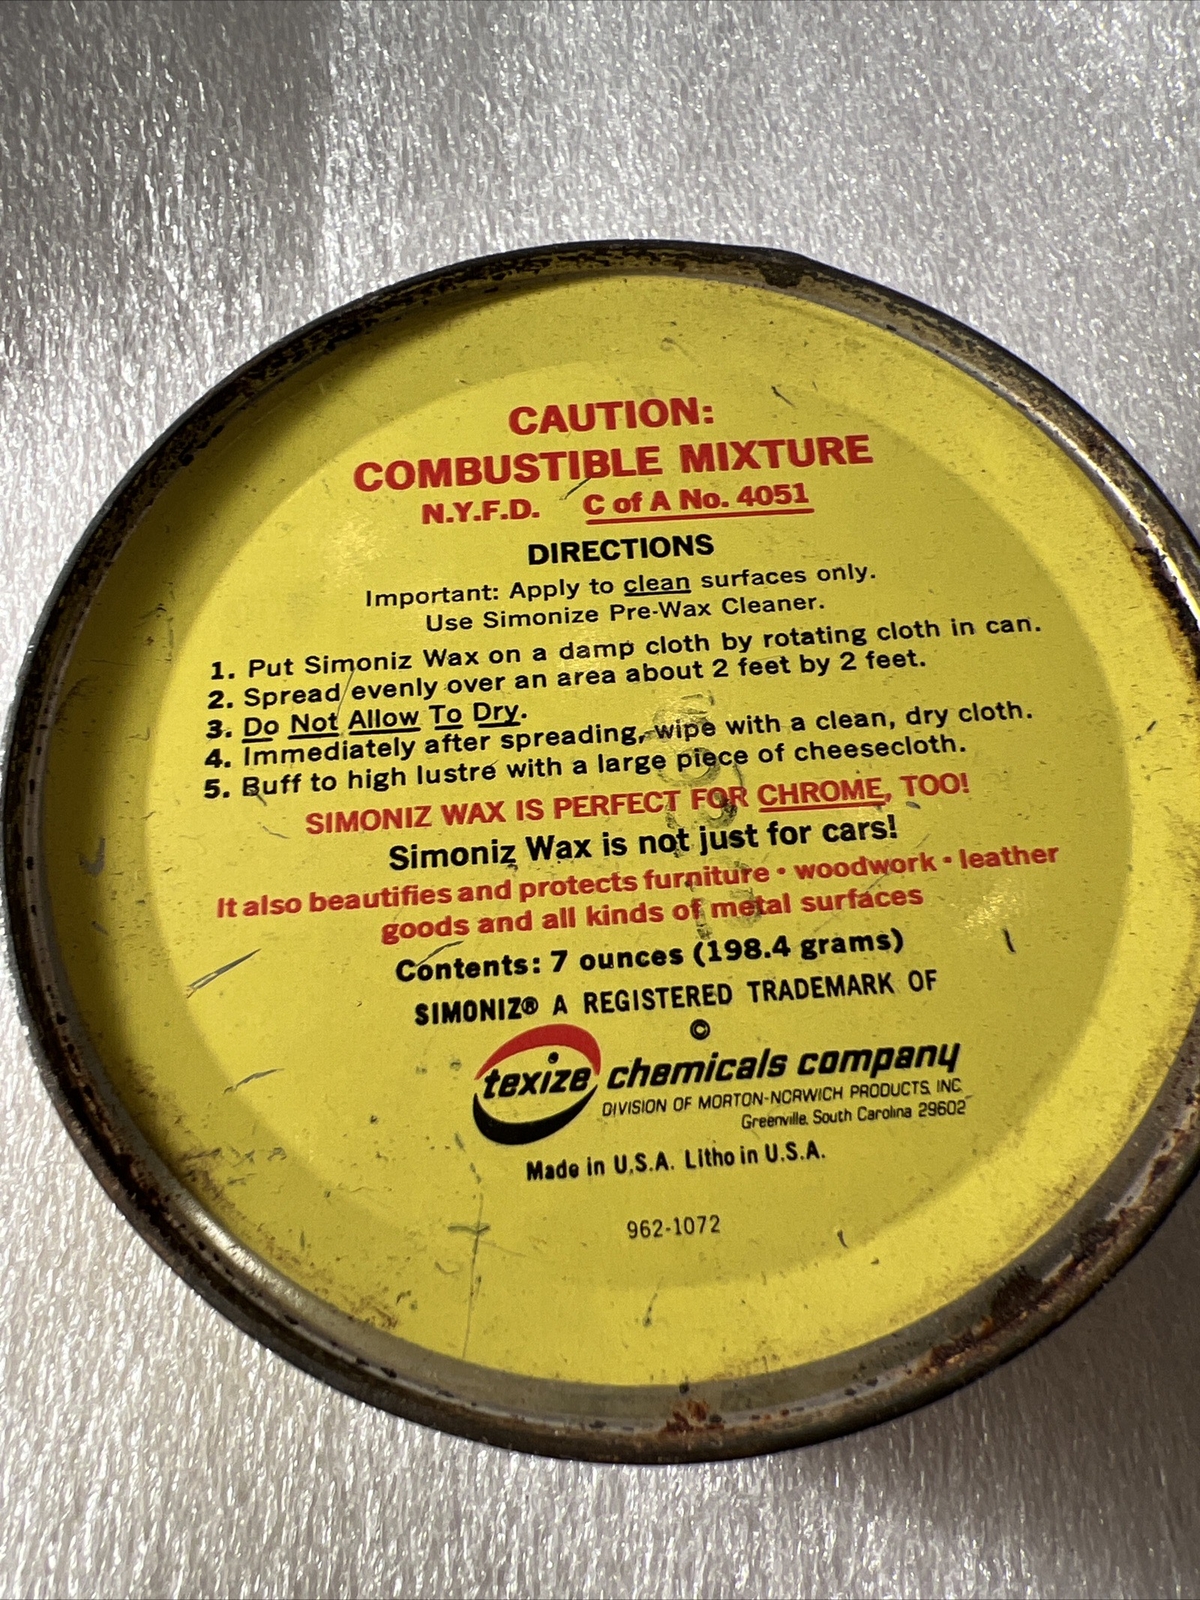 CAUTION:
COMBUSTIBLE MIXTURE
N.Y.F.D. C of A No. 4051
DIRECTIONS
Important: Apply to clean surfaces only.
Use Simonize Pre-Wax Cleaner.
1. Put Simoniz Wax on a damp cloth by rotating cloth in can.
2. Spread evenly over an area about 2 feet by 2 feet.
3. Do Not Allow To Dry.
4. Immediately after spreading, wipe with a clean, dry cloth.
5. Buff to high lustre with a large piece of cheesecloth.
SIMONIZ WAX IS PERFECT FOR CHROME, TOO!
Simoniz Wax is not just for cars!
It also beautifies and protects furniture • woodwork • leather
goods and all kinds of metal surfaces
Contents: 7 ounces (198.4 grams)
SIMONIZ® A REGISTERED TRADEMARK OF
©
texize chemicals company
DIVISION OF MORTON-NORWICH PRODUCTS, INC.
Greenville, South Carolina 29602
Made in U.S.A. Litho in U.S.A.
962-1072